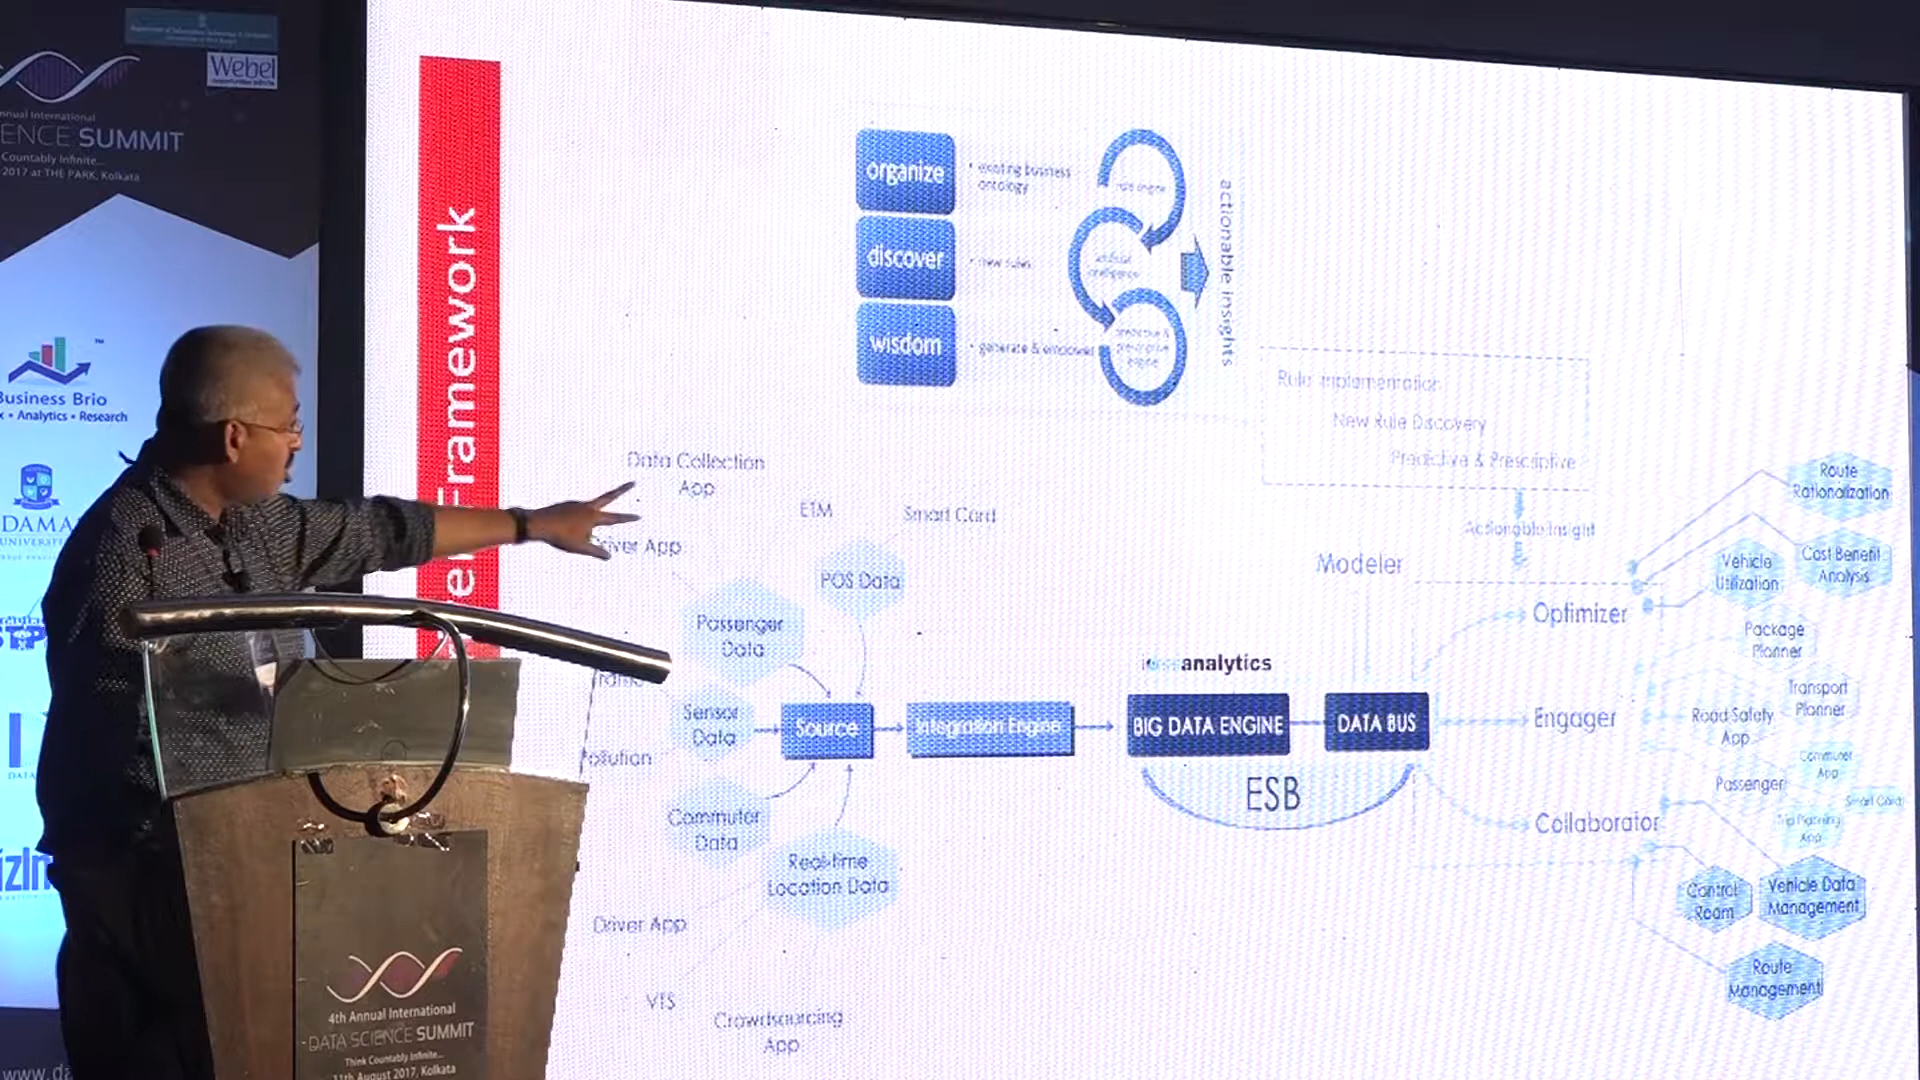 Webel
Annual International
ENCE SUMMIT
Countably Infinite...
2017 at THE PARK, Kolkata
Business Brio
• Analytics • Research
DATA
www.da
Framework
organize
• existing business
ontology
rule engine
discover
• new rules
artificial
intelligence
wisdom
• generate & empower
predictive &
prescriptive
engine
actionable insights
Rule Implementation
New Rule Discovery
Predictive & Prescriptive
Actionable Insight
Data Collection
App
ETM
Smart Card
Driver App
POS Data
Passenger
Data
Sensor
Data
Pollution
Commuter
Data
Real-time
Location Data
Driver App
VTS
Crowdsourcing
App
Source
Integration Engine
analytics
BIG DATA ENGINE
DATA BUS
ESB
Modeler
Optimizer
Engager
Collaborator
Route
Rationalization
Vehicle
Utilization
Cost Benefit
Analysis
Package
Planner
Transport
Planner
Road Safety
App
Commuter
App
Passenger
Smart Card
Trip Planning
App
Control
Room
Vehicle Data
Management
Route
Management
4th Annual International
DATA SCIENCE SUMMIT
Think Countably Infinite...
11th August 2017, Kolkata